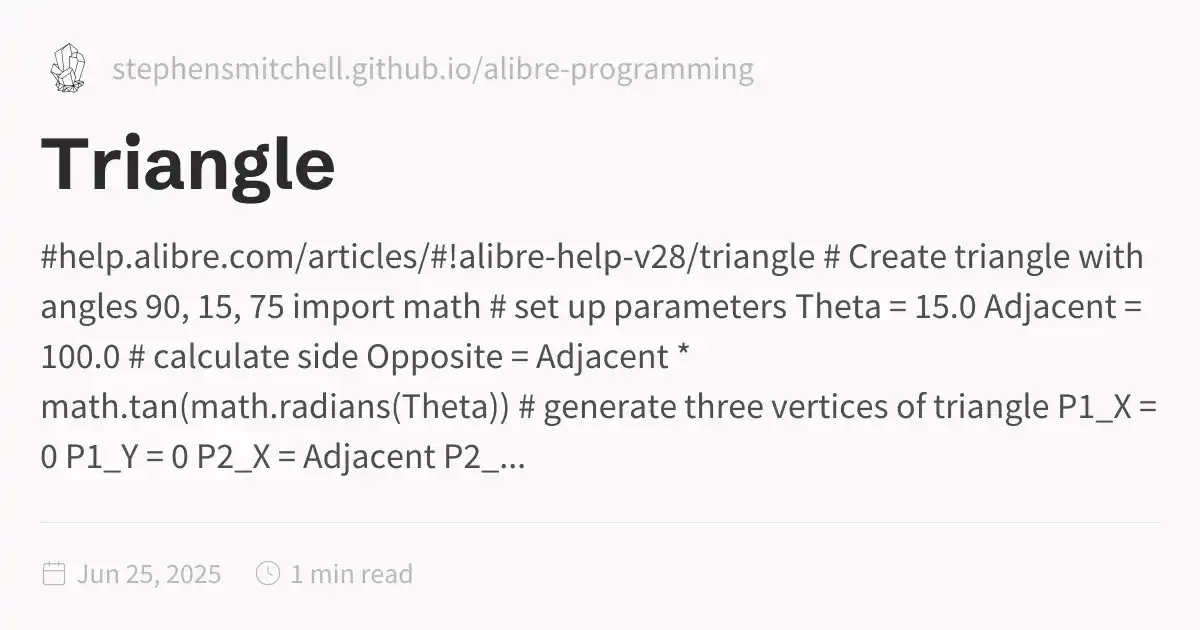 stephensmitchell.github.io/alibre-programming
Triangle
#help.alibre.com/articles/#!alibre-help-v28/triangle # Create triangle with
angles 90, 15, 75 import math # set up parameters Theta = 15.0 Adjacent =
100.0 # calculate side Opposite = Adjacent *
math.tan(math.radians(Theta)) # generate three vertices of triangle P1_X =
0 P1_Y = 0 P2_X = Adjacent P2_...
Jun 25, 2025 1 min read